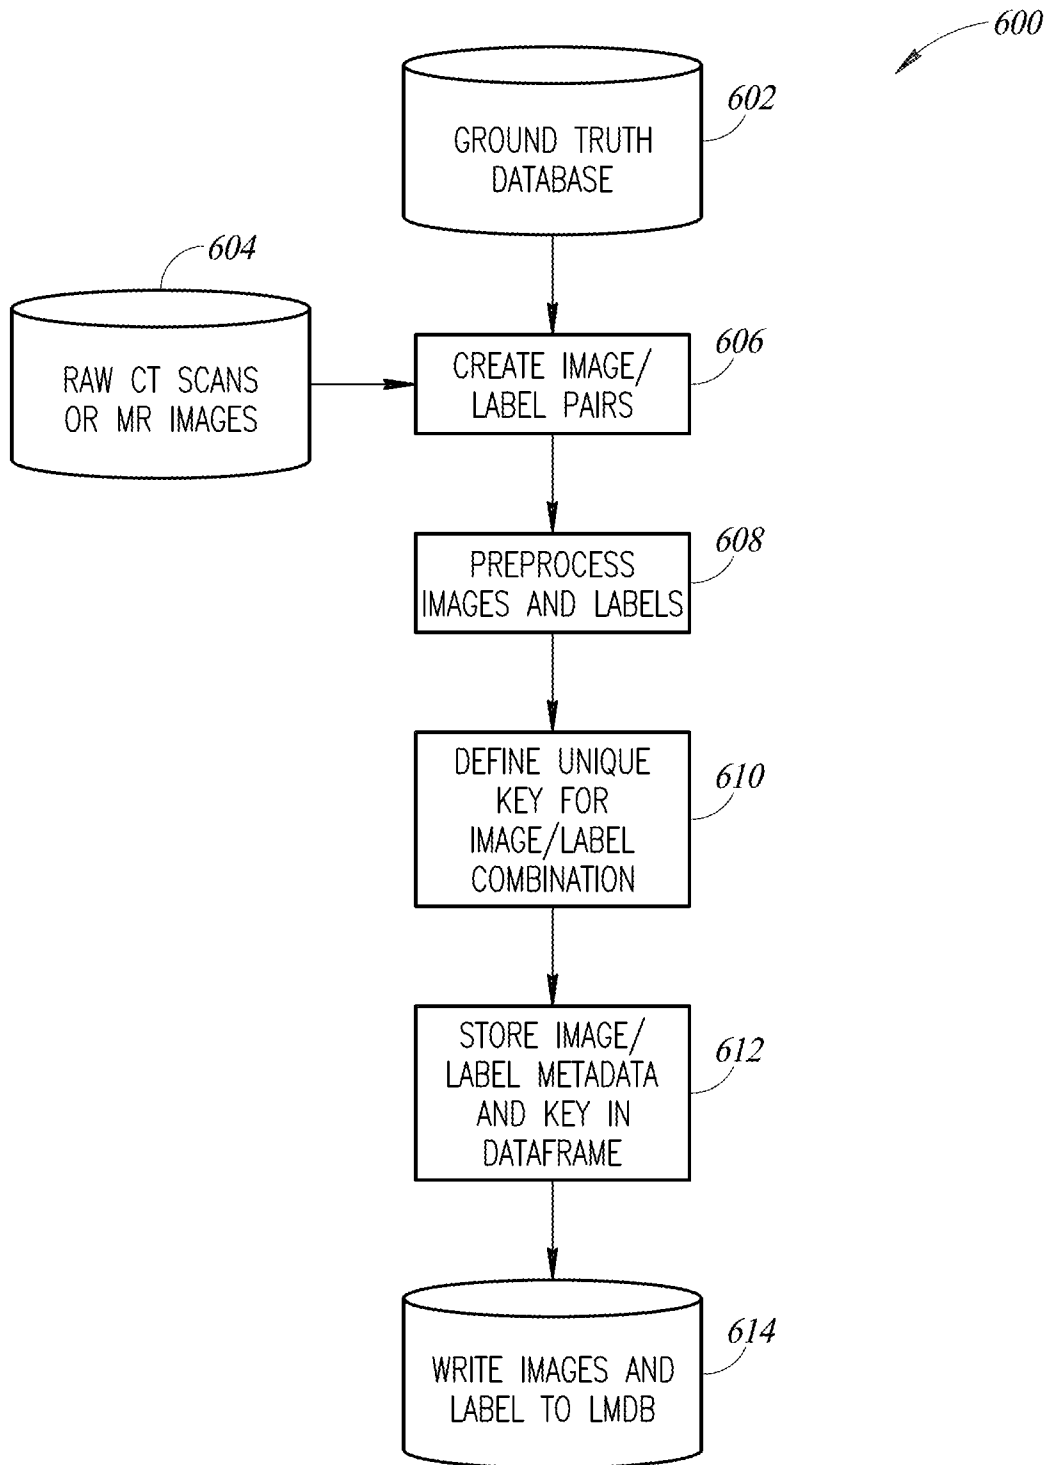 600
602
GROUND TRUTH
DATABASE
604
RAW CT SCANS
OR MR IMAGES
606
CREATE IMAGE/
LABEL PAIRS
608
PREPROCESS
IMAGES AND LABELS
610
DEFINE UNIQUE
KEY FOR
IMAGE/LABEL
COMBINATION
612
STORE IMAGE/
LABEL METADATA
AND KEY IN
DATAFRAME
614
WRITE IMAGES AND
LABEL TO LMDB